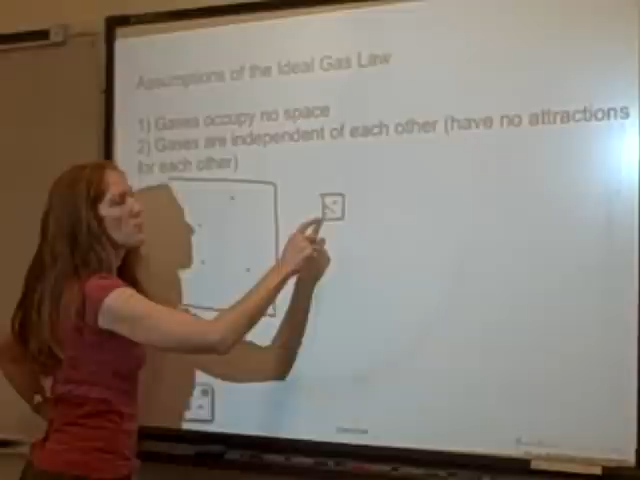 Assumptions of the Ideal Gas Law
1) Gases occupy no space
2) Gases are independent of each other (have no attractions
for each other)